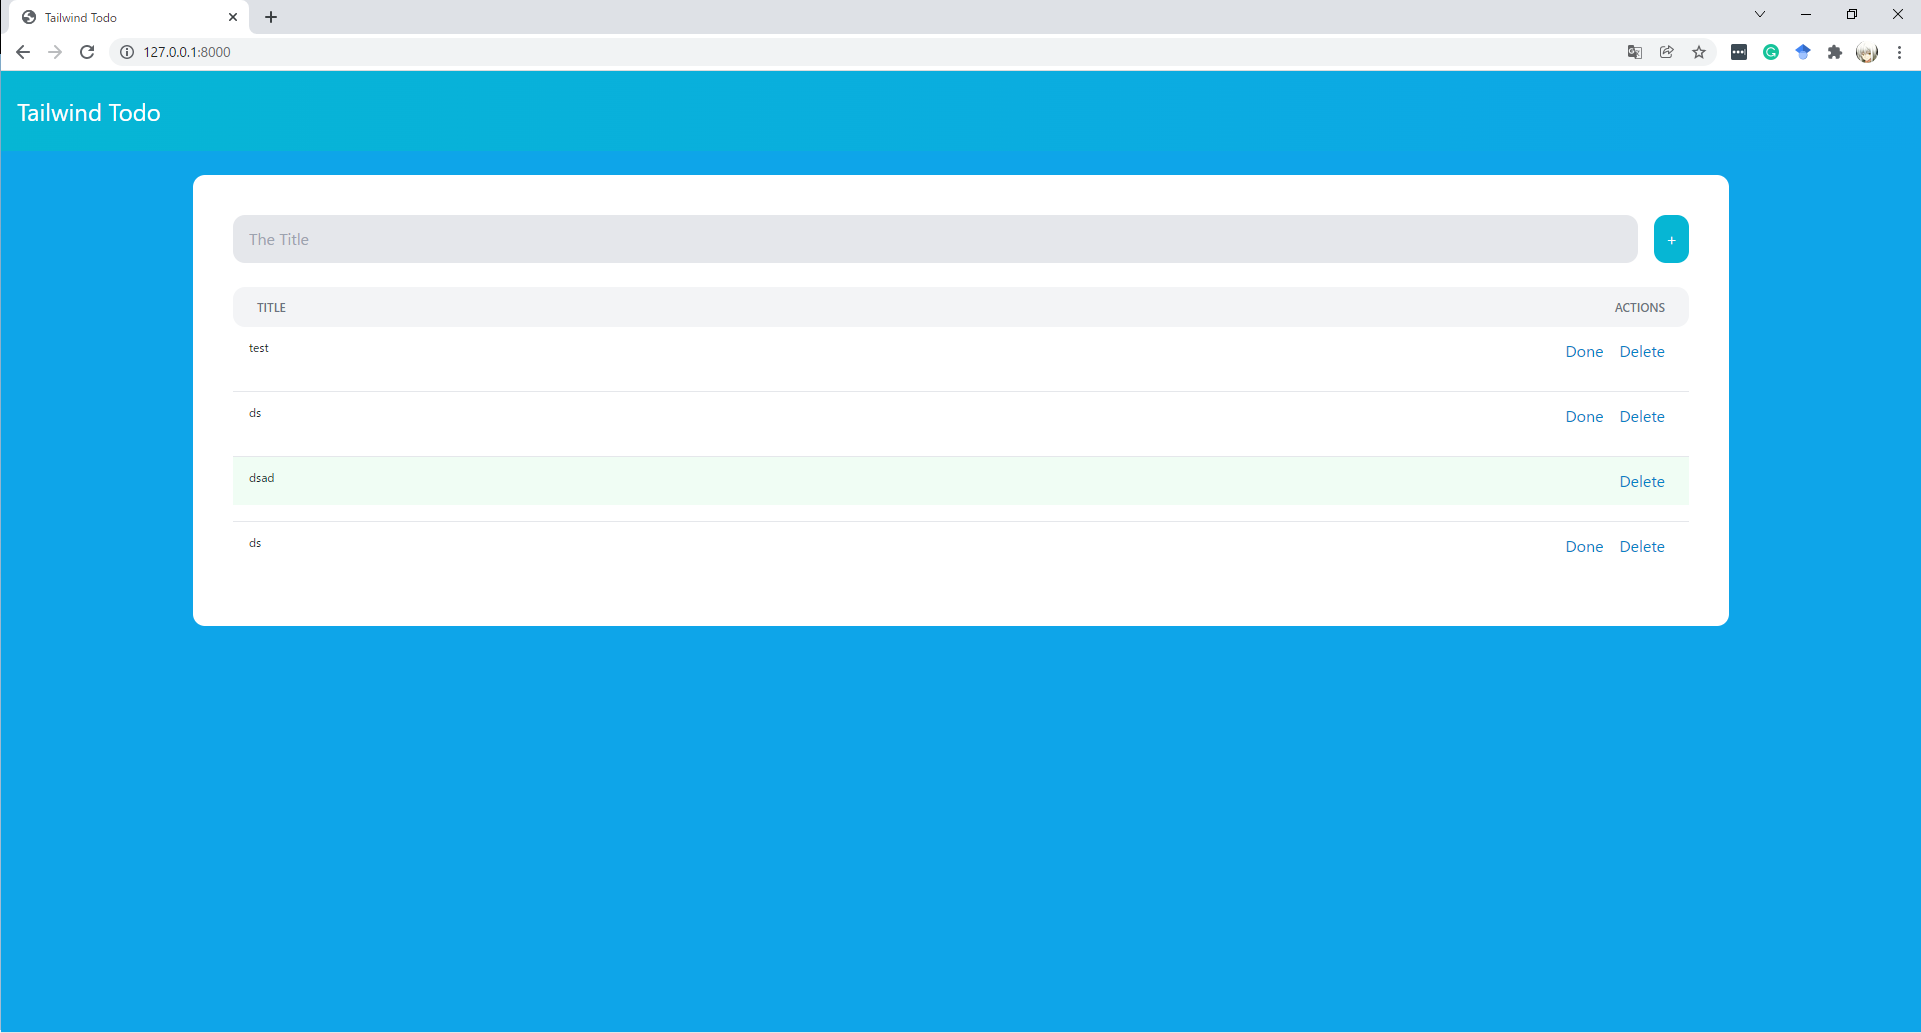 Tailwind Todo
127.0.0.1:8000
Tailwind Todo
The Title
+
TITLE ACTIONS
test Done Delete
ds Done Delete
dsad Delete
ds Done Delete